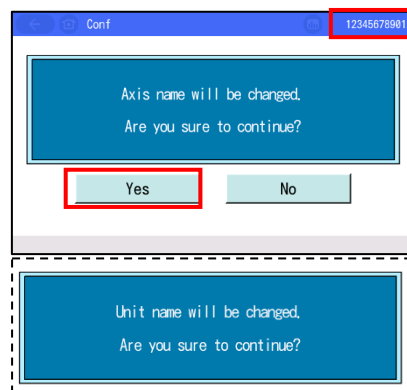 Conf
12345678901
Axis name will be changed.
Are you sure to continue?
Yes
No
Unit name will be changed.
Are you sure to continue?